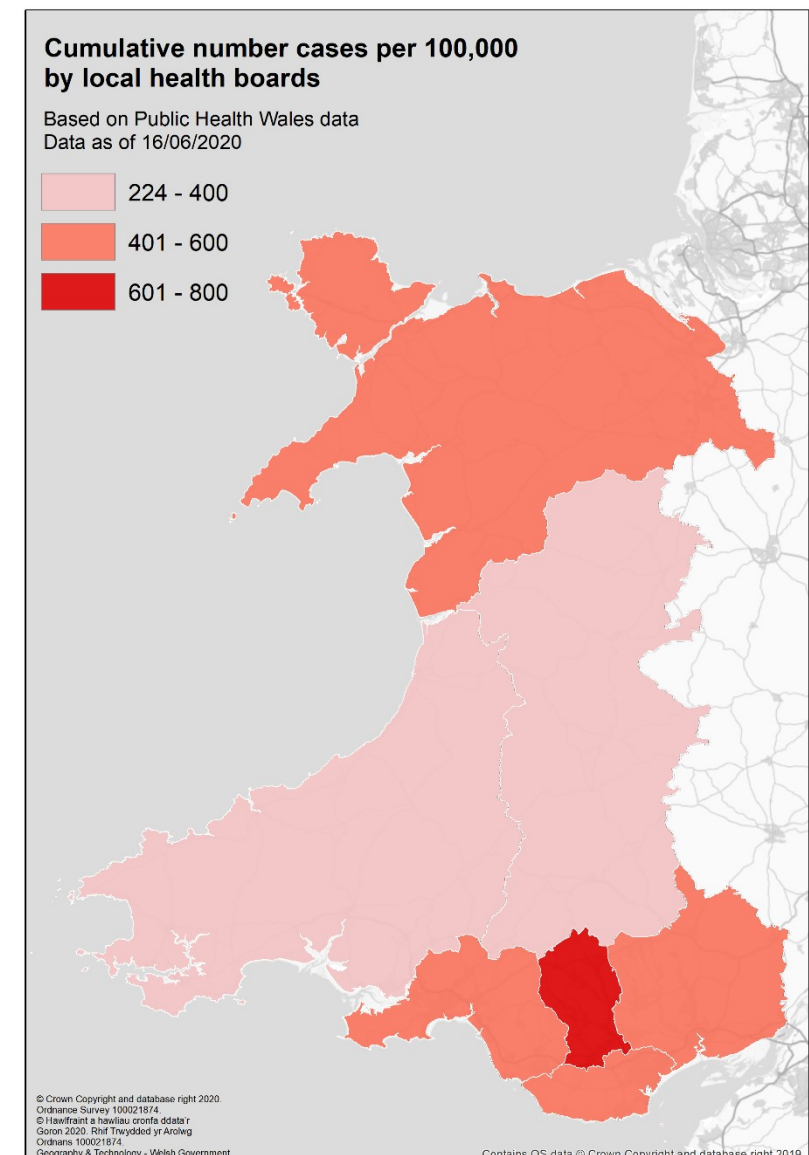 Cumulative number cases per 100,000
by local health boards
Based on Public Health Wales data
Data as of 16/06/2020
224 - 400
401 - 600
601 - 800
© Crown Copyright and database right 2020.
Ordnance Survey 100021874.
© Hawlfraint a hawliau cronfa ddata'r
Goron 2020. Rhif Trwydded yr Arolwg
Ordnans 100021874.
Geography & Technology - Welsh Government
Contains OS data © Crown Copyright and database right 2019